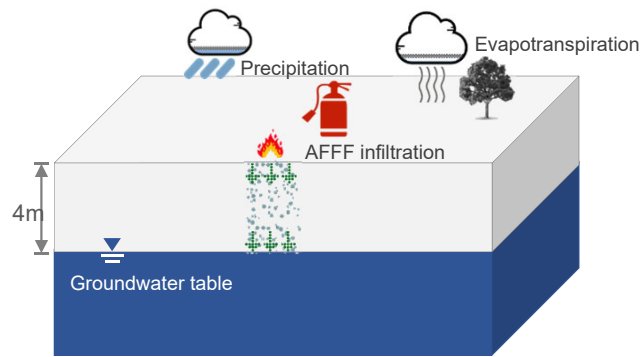 Evapotranspiration
Precipitation
AFFF infiltration
4m
Groundwater table